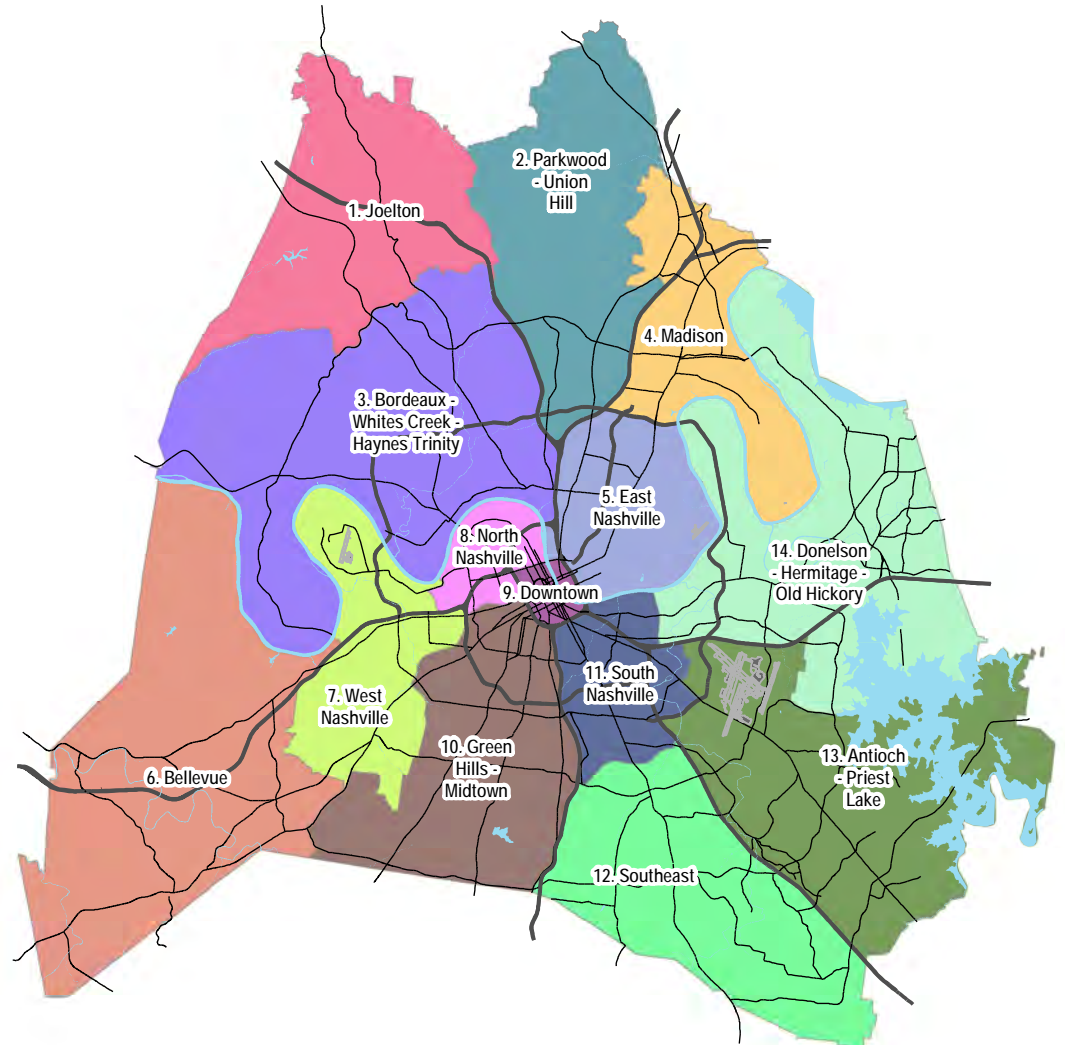 1. Joelton
2. Parkwood
- Union
Hill
3. Bordeaux -
Whites Creek -
Haynes Trinity
4. Madison
5. East
Nashville
6. Bellevue
7. West
Nashville
8. North
Nashville
9. Downtown
10. Green
Hills -
Midtown
11. South
Nashville
12. Southeast
13. Antioch
- Priest
Lake
14. Donelson
- Hermitage -
Old Hickory